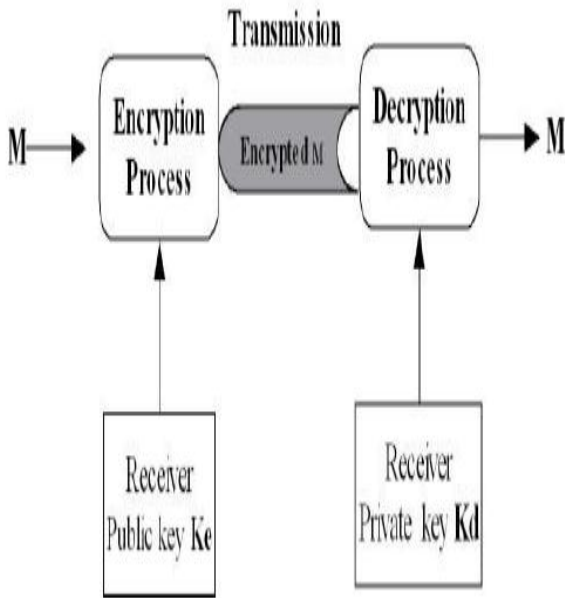 Transmission
M
Encryption
Process
Encrypted M
Decryption
Process
M
Receiver
Public key Ke
Receiver
Private key Kd